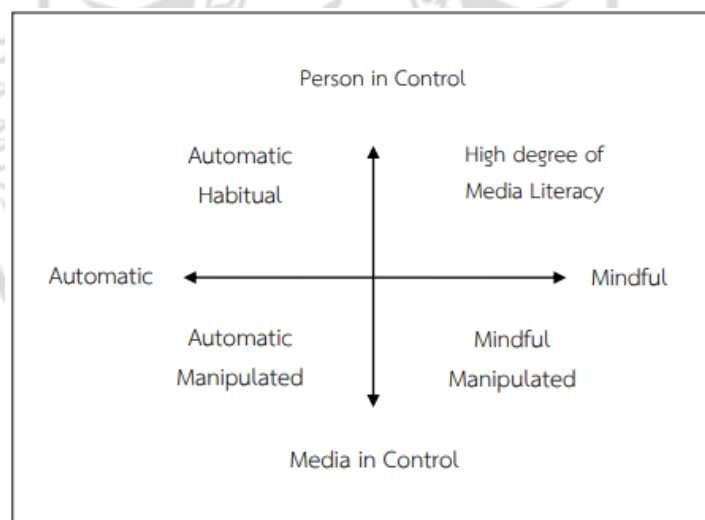 Person in Control
Automatic
Habitual
High degree of
Media Literacy
Automatic
Mindful
Automatic
Manipulated
Mindful
Manipulated
Media in Control